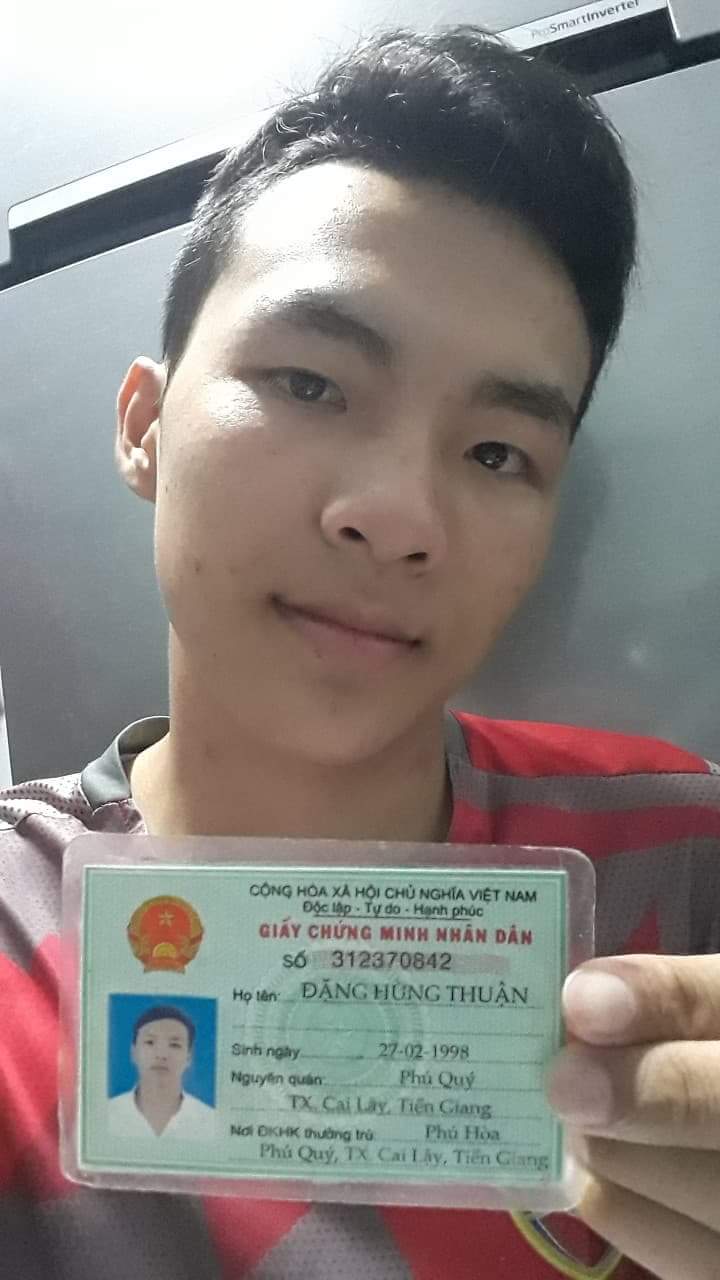 ProSmartInverter
CỘNG HÒA XÃ HỘI CHỦ NGHĨA VIỆT NAM
Độc lập - Tự do - Hạnh phúc
GIẤY CHỨNG MINH NHÂN DÂN
SỐ 312370842
Họ tên: ĐẶNG HÙNG THUẬN
Sinh ngày 27-02-1998
Nguyên quán: Phú Quý
TX. Cai Lậy, Tiền Giang
Nơi ĐKHK thường trú: Phú Hòa
Phú Quý, TX. Cai Lậy, Tiền Giang